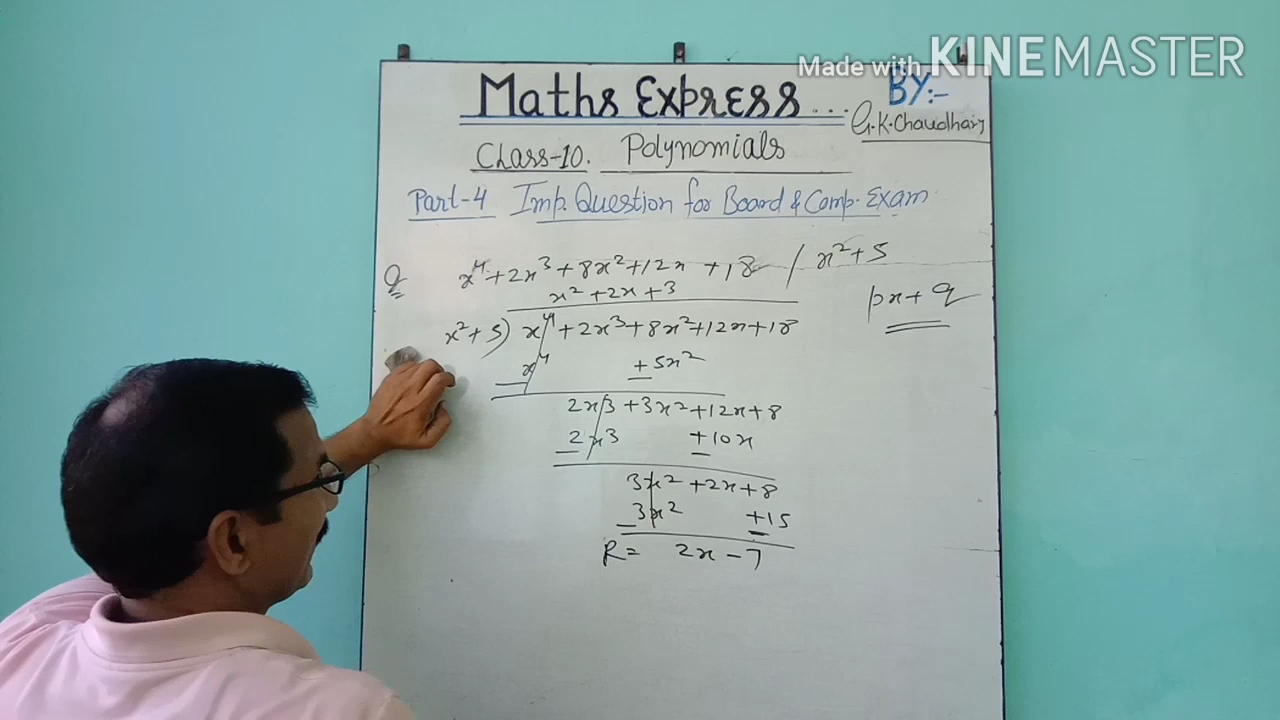 Made with KINEMASTER
Maths Express...
BY:-
G.K.Chaudhary
Class-10. Polynomials
Part-4 Imp. Question for Board & Comp. Exam
Q x⁴+2x³+8x²+12x+18 / x²+5
x²+2x+3
px+q
x²+5) x⁴+2x³+8x²+12x+18
x⁴ +5x²
2x³+3x²+12x+8
2x³ +10x
3x²+2x+8
3x² +15
R= 2x-7